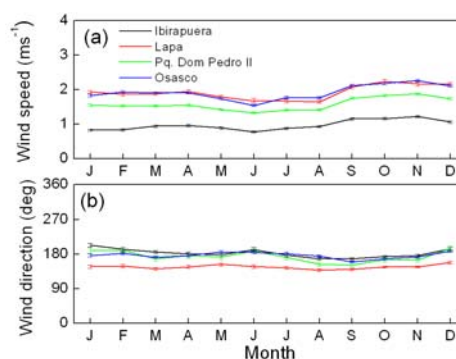 (a)
Ibirapuera
Lapa
Pq. Dom Pedro II
Osasco
Wind speed (ms⁻¹)
4
3
2
1
0
J F M A M J J A S O N D
(b)
Wind direction (deg)
360
270
180
90
0
J F M A M J J A S O N D
Month